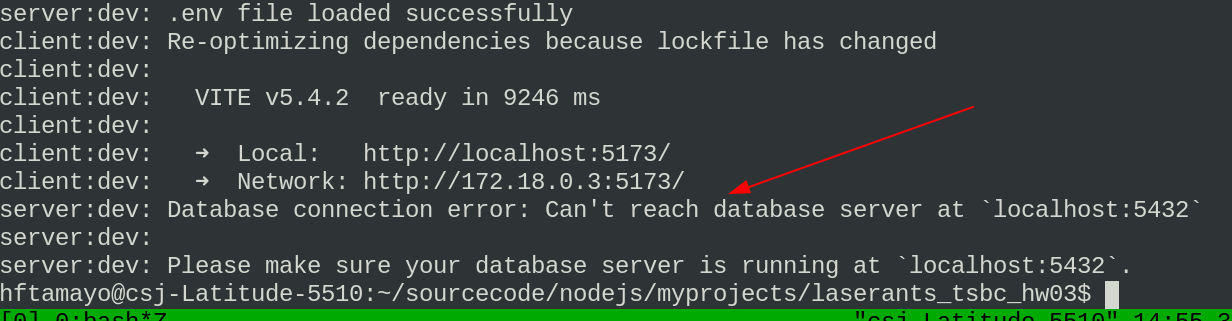 server:dev: .env file loaded successfully
client:dev: Re-optimizing dependencies because lockfile has changed
client:dev:
client:dev:   VITE v5.4.2  ready in 9246 ms
client:dev:
client:dev:   ➜  Local:   http://localhost:5173/
client:dev:   ➜  Network: http://172.18.0.3:5173/
server:dev: Database connection error: Can't reach database server at `localhost:5432`
server:dev:
server:dev: Please make sure your database server is running at `localhost:5432`.
hftamayo@csj-Latitude-5510:~/sourcecode/nodejs/myprojects/laserants_tsbc_hw03$
[0] 0:bash*Z "csj-Latitude-5510" 14:55